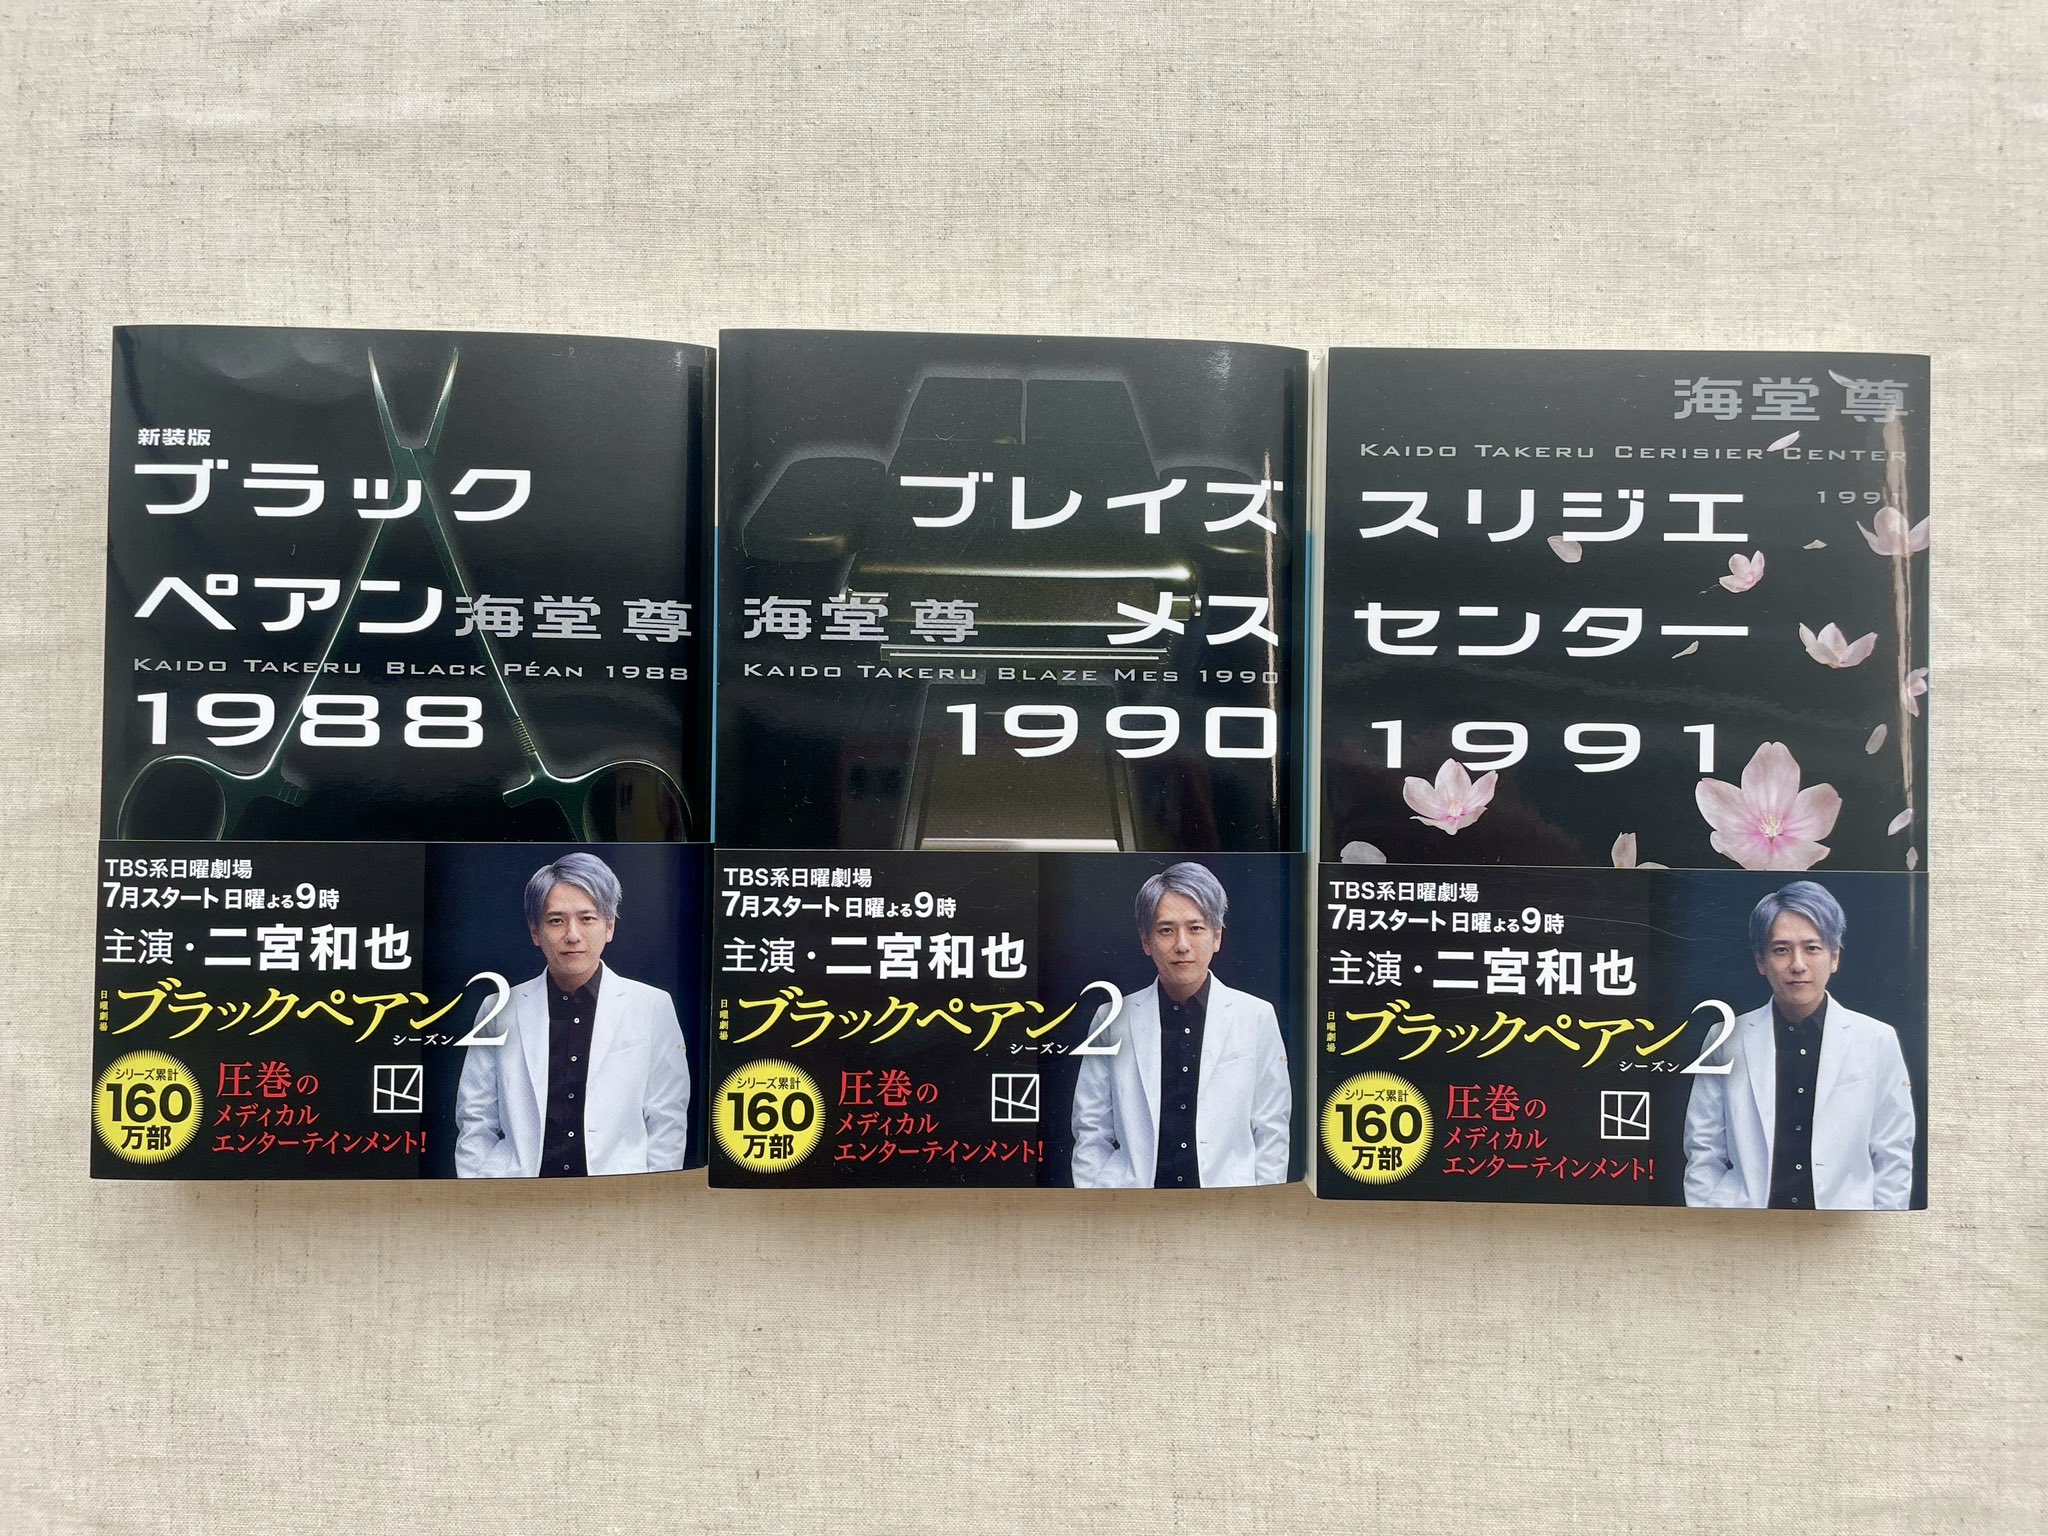 新装版
ブラック
ペアン
海堂 尊
KAIDO TAKERU BLACK PÉAN 1988
1988
TBS系日曜劇場
7月スタート 日曜よる9時
主演・二宮和也
日曜劇場
ブラックペアン
シーズン2
シリーズ累計
160
万部
圧巻の
メディカル
エンターテインメント!
ブレイズ
海堂 尊
メス
KAIDO TAKERU BLAZE MES 1990
1990
TBS系日曜劇場
7月スタート 日曜よる9時
主演・二宮和也
日曜劇場
ブラックペアン
シーズン2
シリーズ累計
160
万部
圧巻の
メディカル
エンターテインメント!
海堂 尊
KAIDO TAKERU CERISIER CENTER
1991
スリジエ
センター
1991
TBS系日曜劇場
7月スタート 日曜よる9時
主演・二宮和也
日曜劇場
ブラックペアン
シーズン2
シリーズ累計
160
万部
圧巻の
メディカル
エンターテインメント!